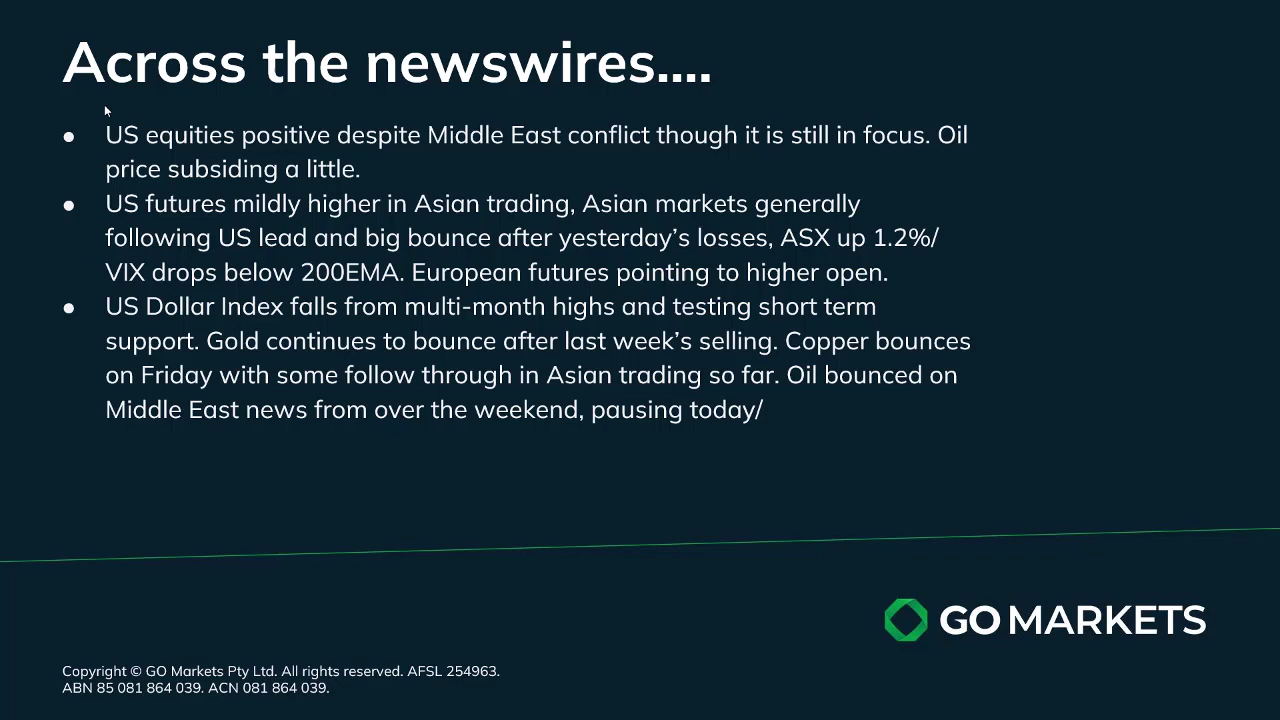 Across the newswires....
● US equities positive despite Middle East conflict though it is still in focus. Oil
price subsiding a little.
● US futures mildly higher in Asian trading, Asian markets generally
following US lead and big bounce after yesterday’s losses, ASX up 1.2%/
VIX drops below 200EMA. European futures pointing to higher open.
● US Dollar Index falls from multi-month highs and testing short term
support. Gold continues to bounce after last week’s selling. Copper bounces
on Friday with some follow through in Asian trading so far. Oil bounced on
Middle East news from over the weekend, pausing today/
GO MARKETS
Copyright © GO Markets Pty Ltd. All rights reserved. AFSL 254963.
ABN 85 081 864 039. ACN 081 864 039.